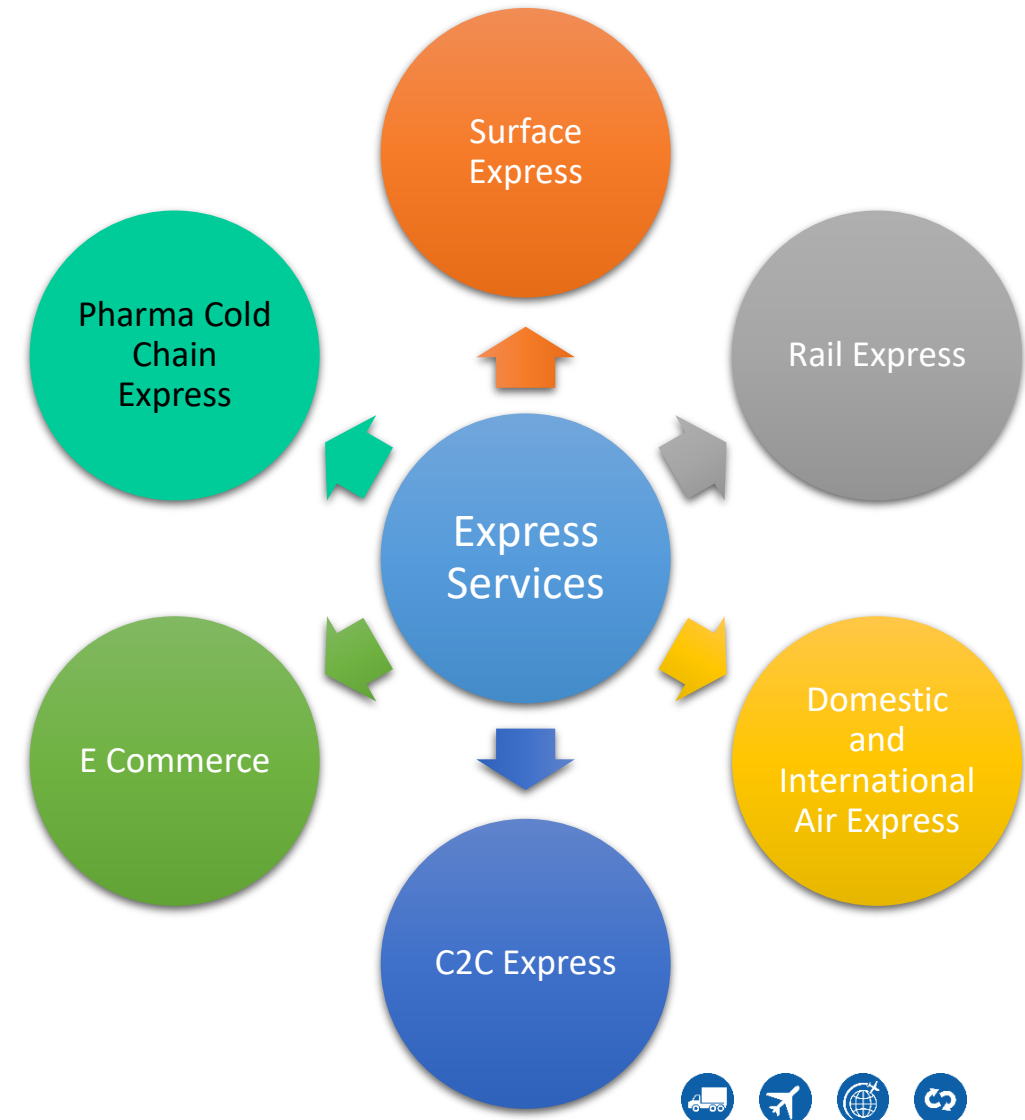 Surface
Express
Pharma Cold
Chain
Express
Rail Express
Express
Services
E Commerce
Domestic
and
International
Air Express
C2C Express